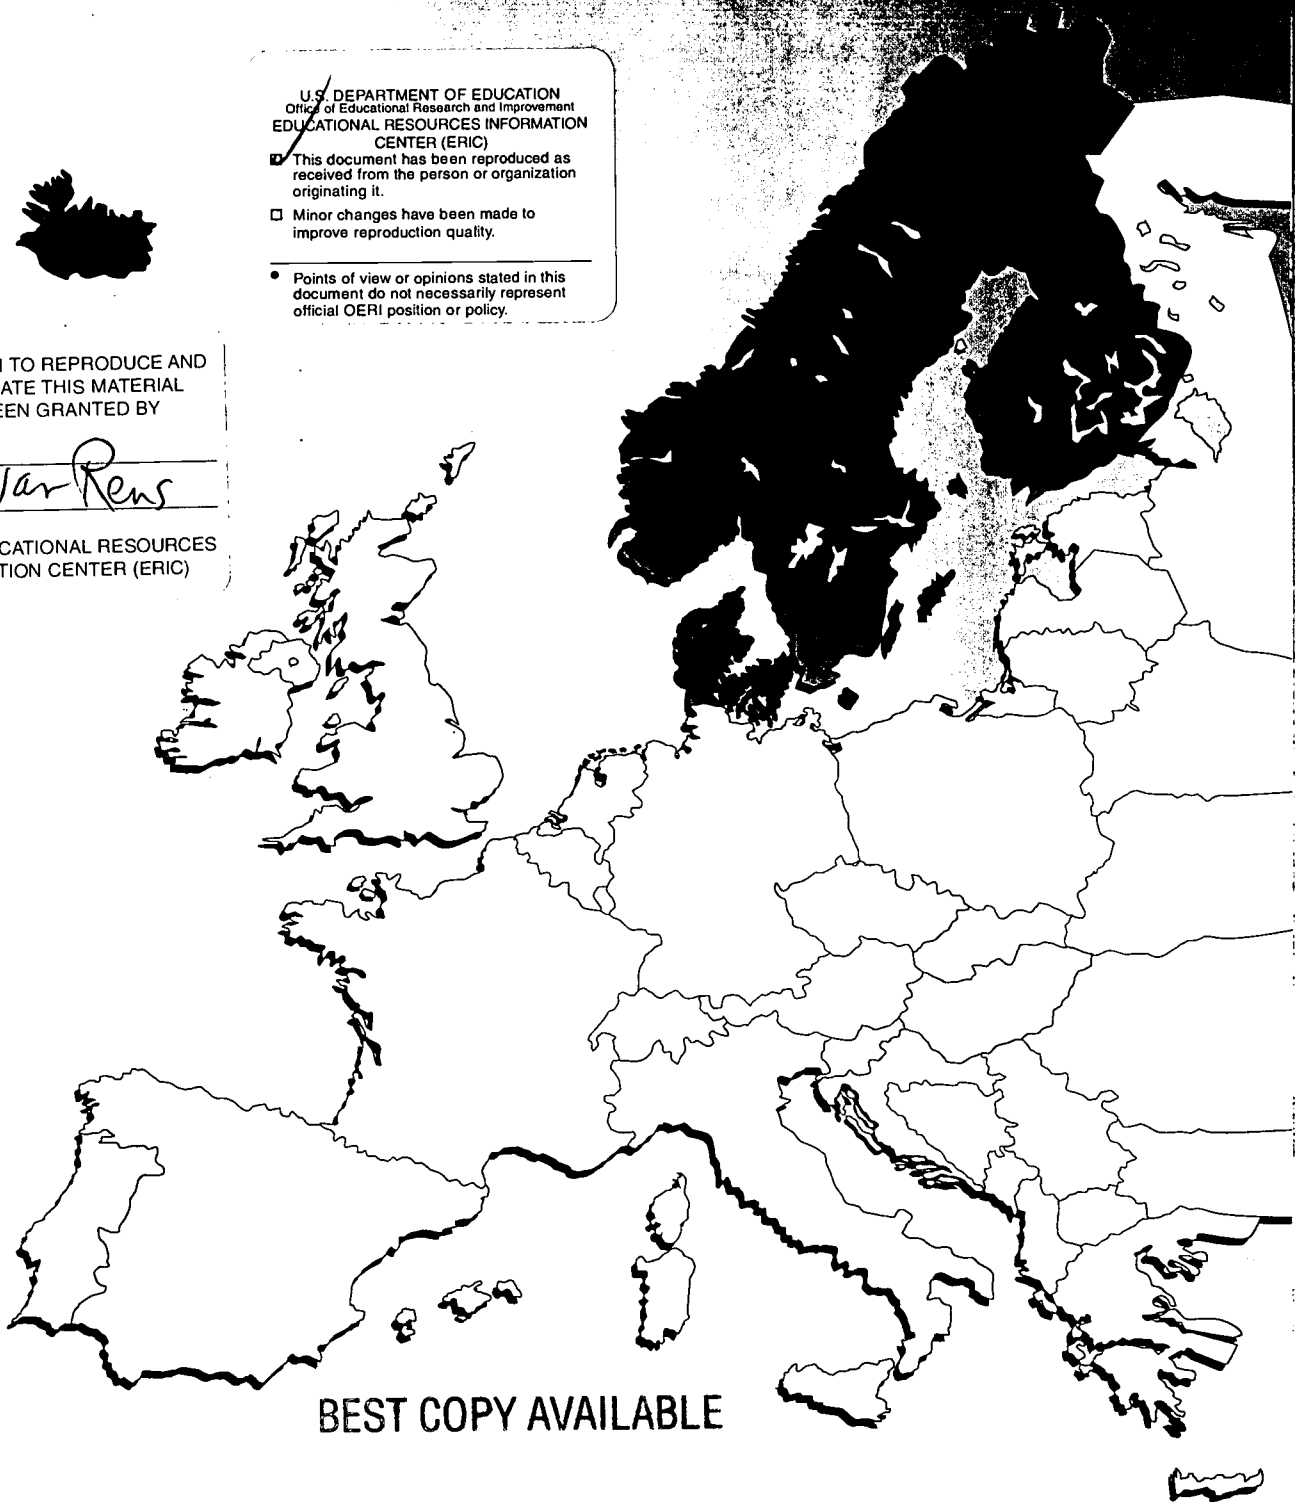 U.S. DEPARTMENT OF EDUCATION
Office of Educational Research and Improvement
EDUCATIONAL RESOURCES INFORMATION
CENTER (ERIC)
This document has been reproduced as
received from the person or organization
originating it.
Minor changes have been made to
improve reproduction quality.
• Points of view or opinions stated in this
document do not necessarily represent
official OERI position or policy.
TO REPRODUCE AND
ATE THIS MATERIAL
EEN GRANTED BY
Van Rens
CATIONAL RESOURCES
TION CENTER (ERIC)
BEST COPY AVAILABLE